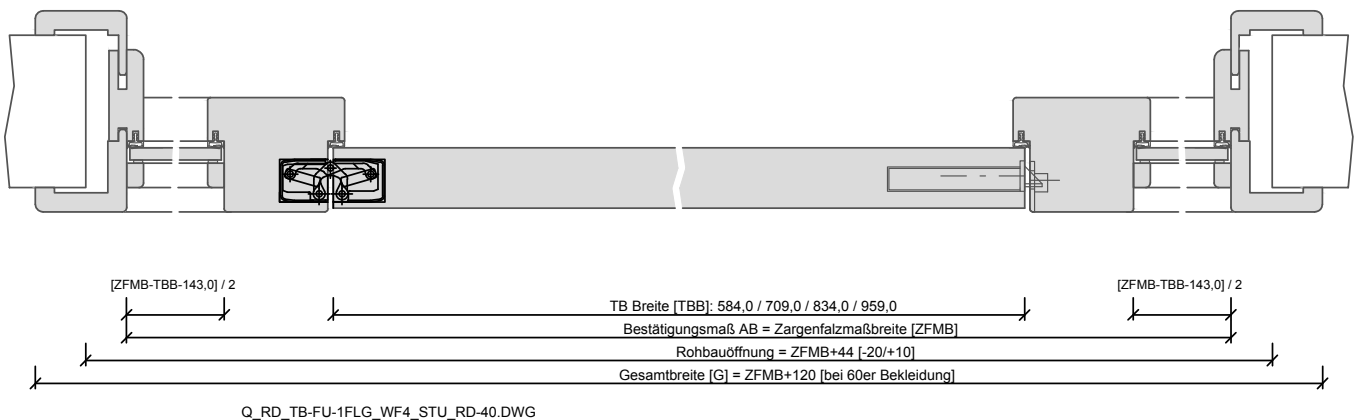 [ZFMB-TBB-143,0] / 2
[ZFMB-TBB-143,0] / 2
TB Breite [TBB]: 584,0 / 709,0 / 834,0 / 959,0
Bestätigungsmaß AB = Zargenfalzmaßbreite [ZFMB]
Rohbauöffnung = ZFMB+44 [-20/+10]
Gesamtbreite [G] = ZFMB+120 [bei 60er Bekleidung]
Q_RD_TB-FU-1FLG_WF4_STU_RD-40.DWG